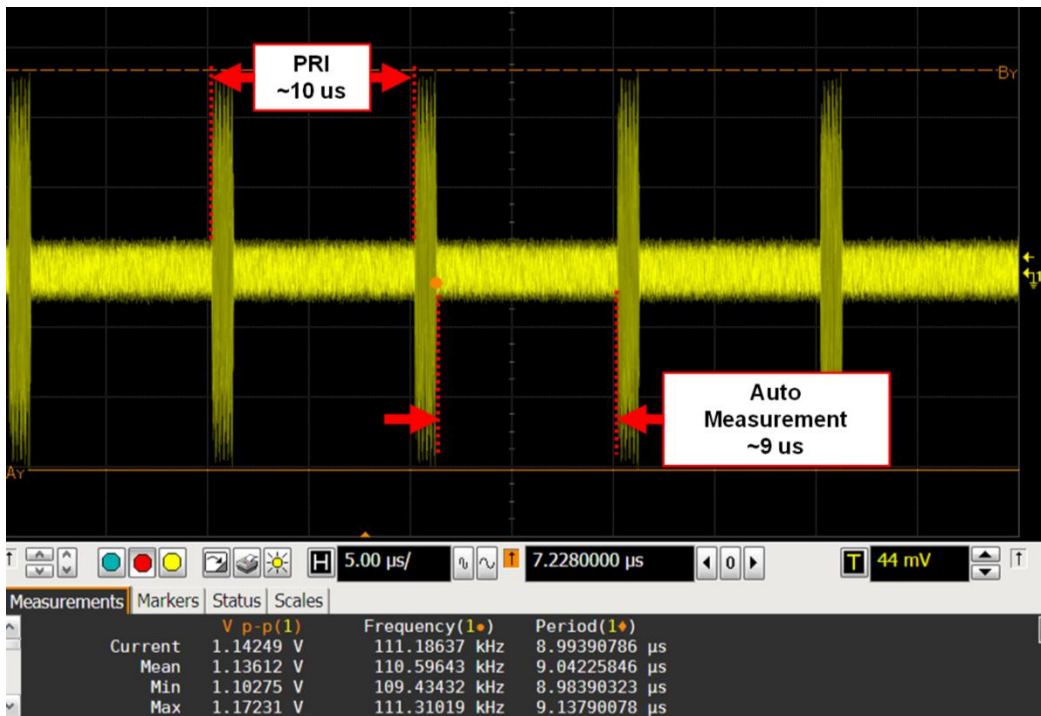 PRI
~10 us
BY
Auto
Measurement
~9 us
AY
H 5.00 µs/ 7.2280000 µs 0 T 44 mV
Measurements Markers Status Scales
V p-p(1) Frequency(1) Period(1)
Current 1.14249 V 111.18637 kHz 8.99390786 µs
Mean 1.13612 V 110.59643 kHz 9.04225846 µs
Min 1.10275 V 109.43432 kHz 8.98390323 µs
Max 1.17231 V 111.31019 kHz 9.13790078 µs